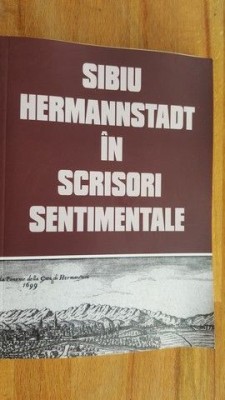 SIBIU
HERMANNSTADT
ÎN
SCRISORI
SENTIMENTALE
1699